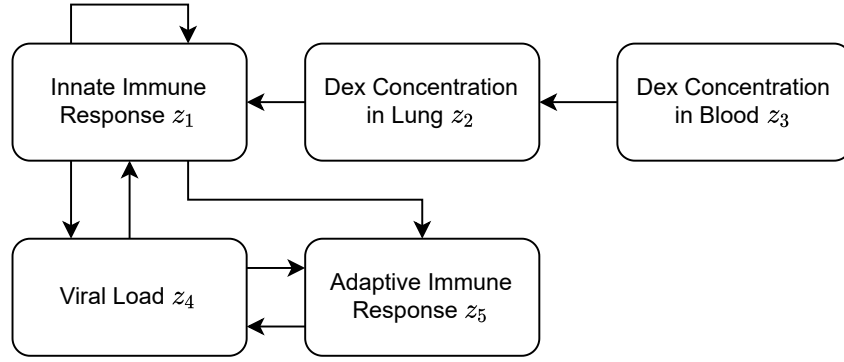 Innate Immune
Response z₁
Dex Concentration
in Lung z₂
Dex Concentration
in Blood z₃
Viral Load z₄
Adaptive Immune
Response z₅